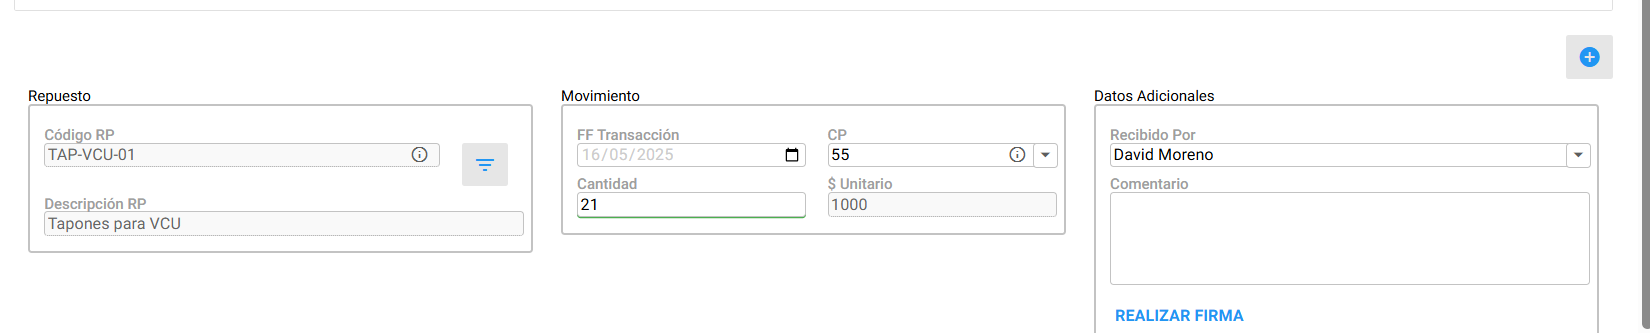 Repuesto
Código RP
TAP-VCU-01
Descripción RP
Tapones para VCU
Movimiento
FF Transacción
16/05/2025
CP
55
Cantidad
21
$ Unitario
1000
Datos Adicionales
Recibido Por
David Moreno
Comentario
REALIZAR FIRMA